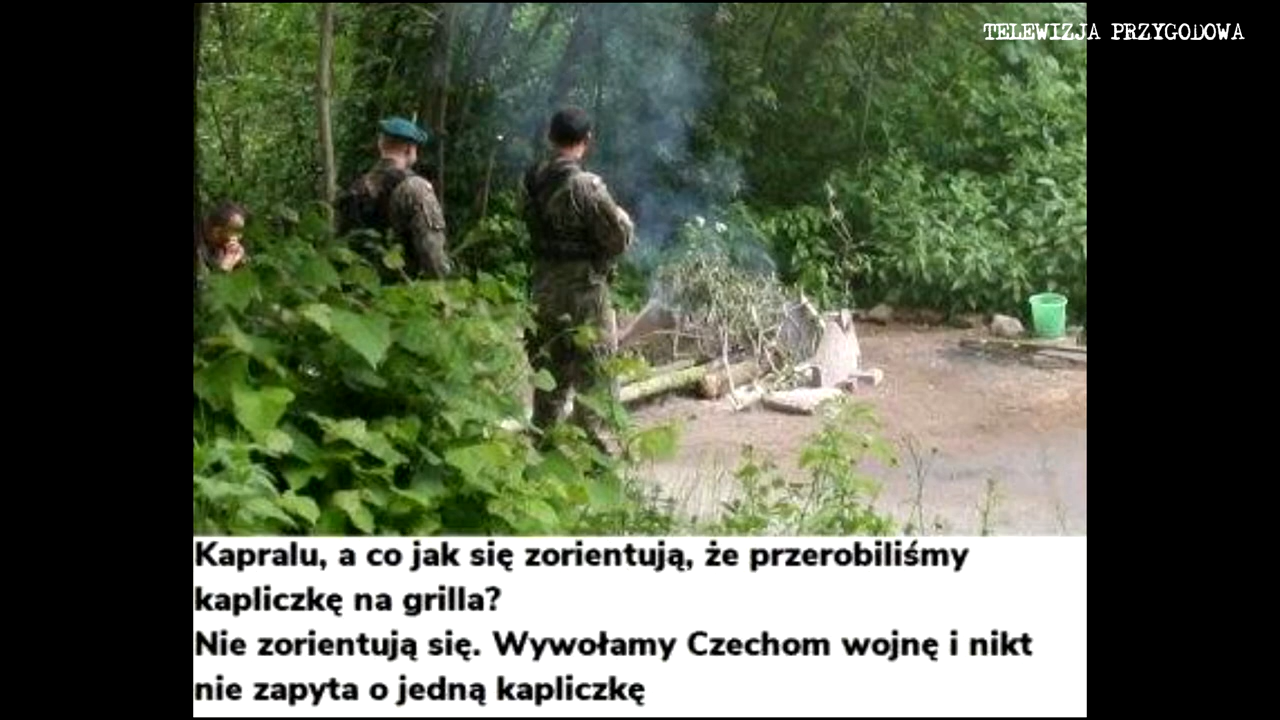 TELEWIZJA PRZYGODOWA
Kapralu, a co jak się zorientują, że przerobiliśmy
kapliczkę na grilla?
Nie zorientują się. Wywołamy Czechom wojnę i nikt
nie zapyta o jedną kapliczkę